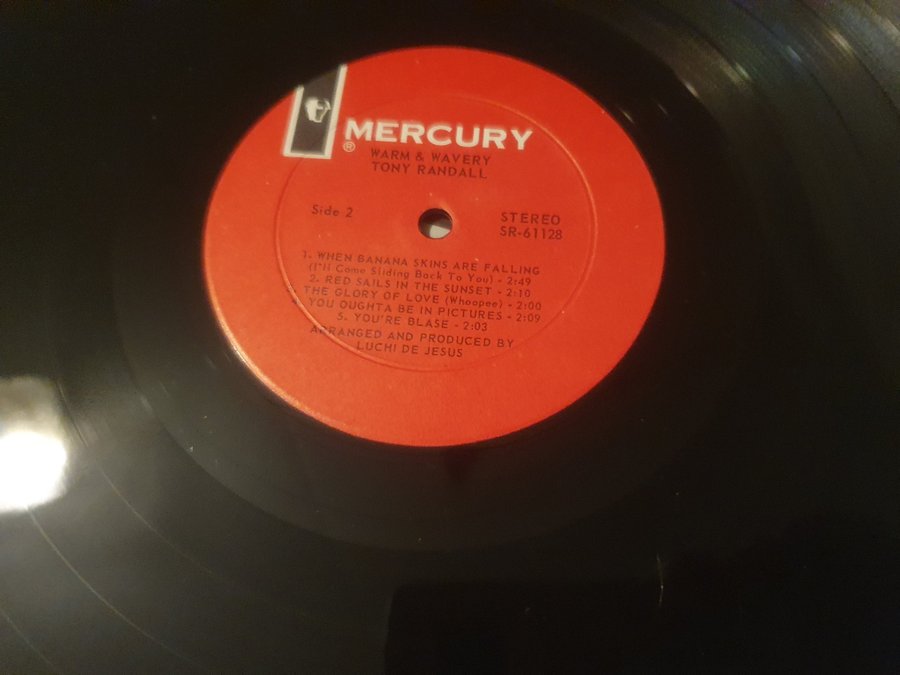 MERCURY
®
WARM & WAVERY
TONY RANDALL
Side 2
STEREO
SR-61128
1. WHEN BANANA SKINS ARE FALLING
(I'll Come Sliding Back To You) - 2:49
2. RED SAILS IN THE SUNSET - 2:10
THE GLORY OF LOVE (Whoopee) - 2:00
YOU OUGHTA BE IN PICTURES - 2:09
5. YOU'RE BLASE - 2:03
ARRANGED AND PRODUCED BY
LUCHI DE JESUS